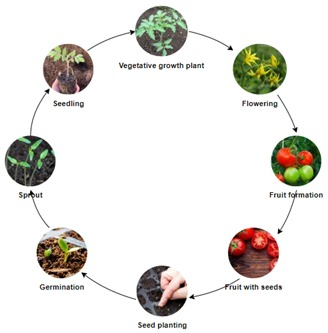 Vegetative growth plant
Flowering
Fruit formation
Fruit with seeds
Seed planting
Germination
Sprout
Seedling